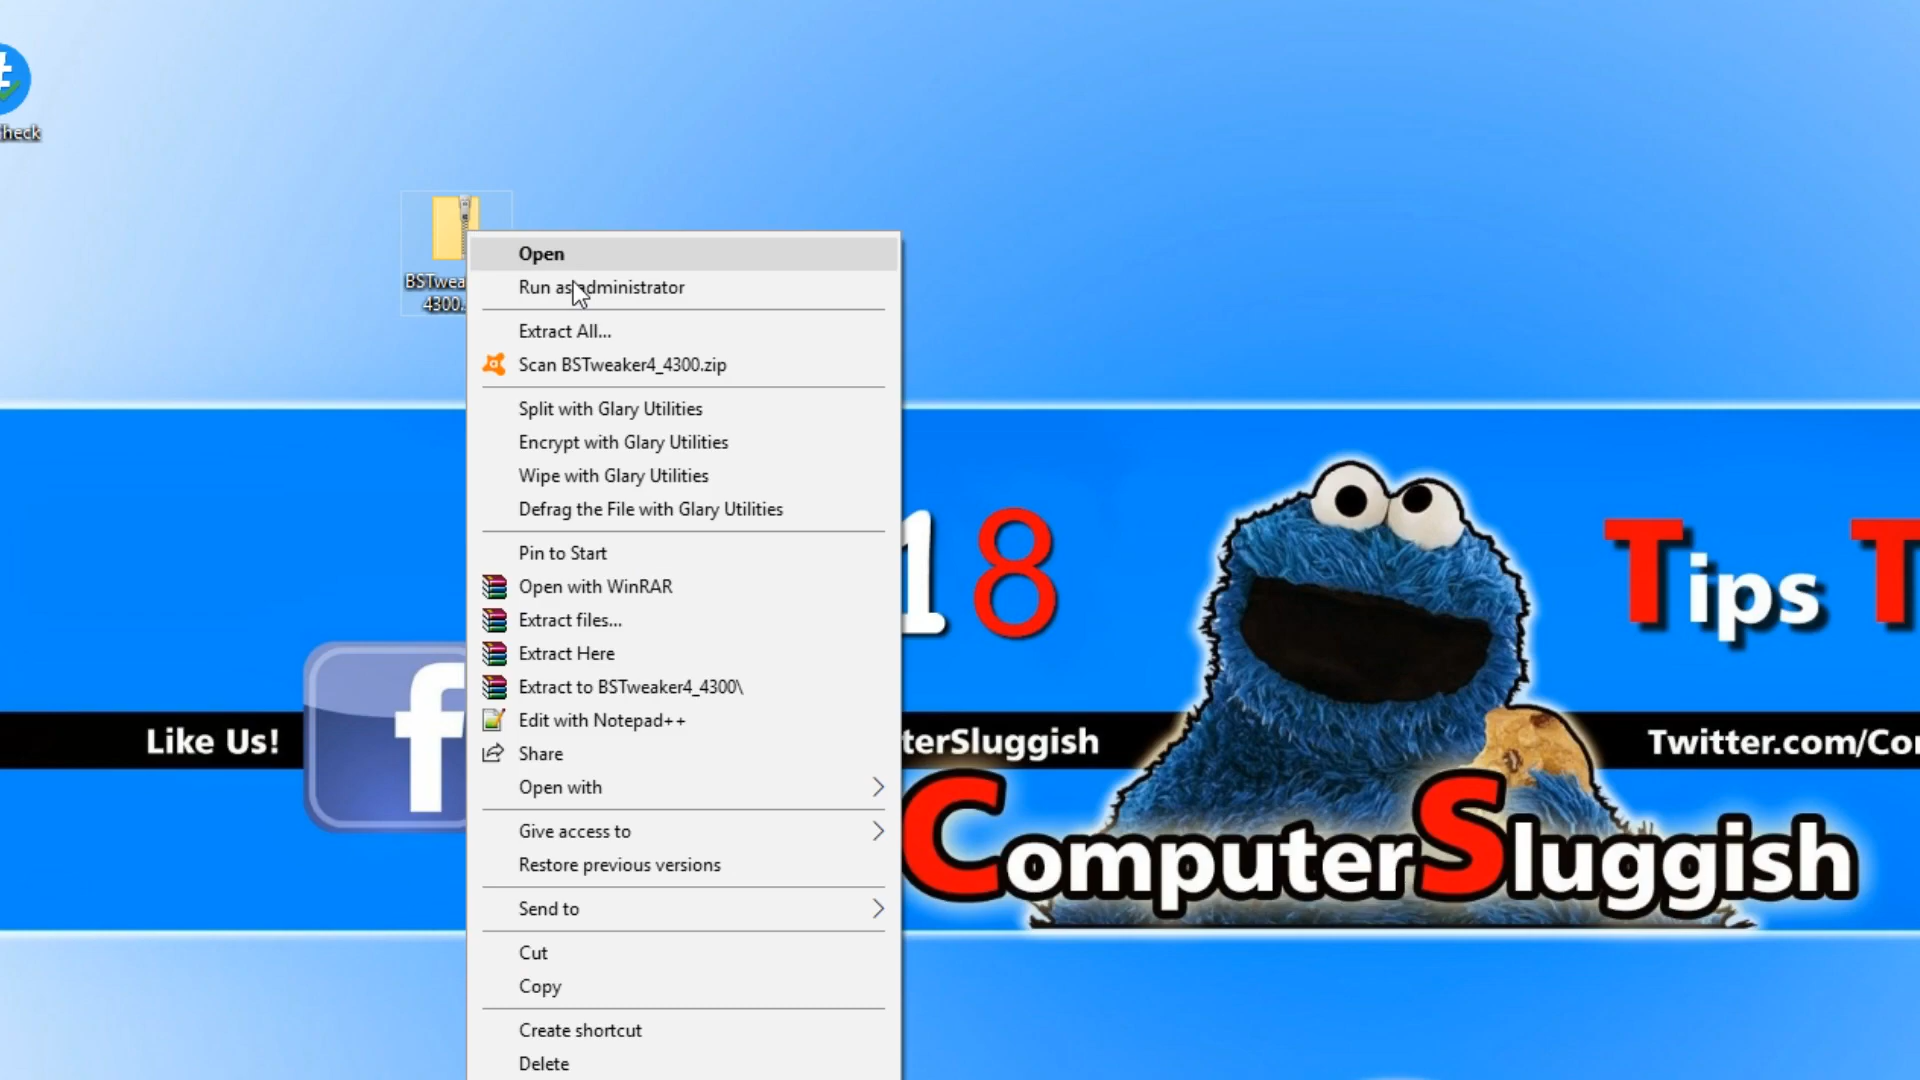 heck
BSTwea
4300.
Open
Run as administrator
Extract All...
Scan BSTweaker4_4300.zip
Split with Glary Utilities
Encrypt with Glary Utilities
Wipe with Glary Utilities
Defrag the File with Glary Utilities
Pin to Start
Open with WinRAR
Extract files...
Extract Here
Extract to BSTweaker4_4300\
Edit with Notepad++
Share
Open with
Give access to
Restore previous versions
Send to
Cut
Copy
Create shortcut
Delete
18
Tips T
Like Us!
f
terSluggish
Twitter.com/Co
ComputerSluggish